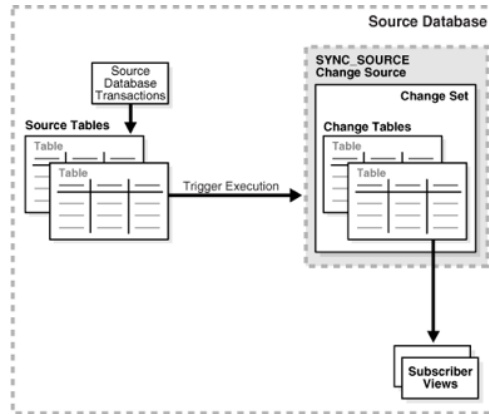 Source Database
SYNC_SOURCE
Change Source
Source
Database
Transactions
Change Set
Source Tables
Change Tables
Table
Table
Table
Table
Trigger Execution
Subscriber
Views